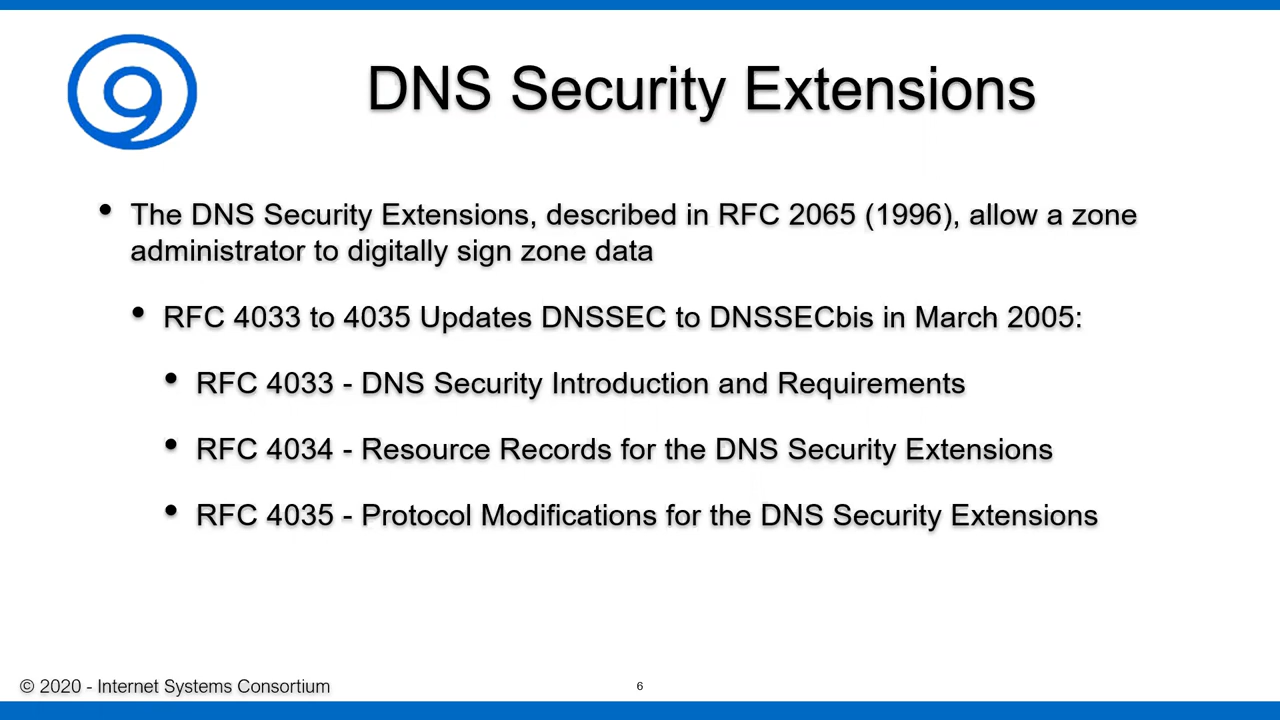 DNS Security Extensions
• The DNS Security Extensions, described in RFC 2065 (1996), allow a zone
administrator to digitally sign zone data
• RFC 4033 to 4035 Updates DNSSEC to DNSSECbis in March 2005:
• RFC 4033 - DNS Security Introduction and Requirements
• RFC 4034 - Resource Records for the DNS Security Extensions
• RFC 4035 - Protocol Modifications for the DNS Security Extensions
© 2020 - Internet Systems Consortium
6